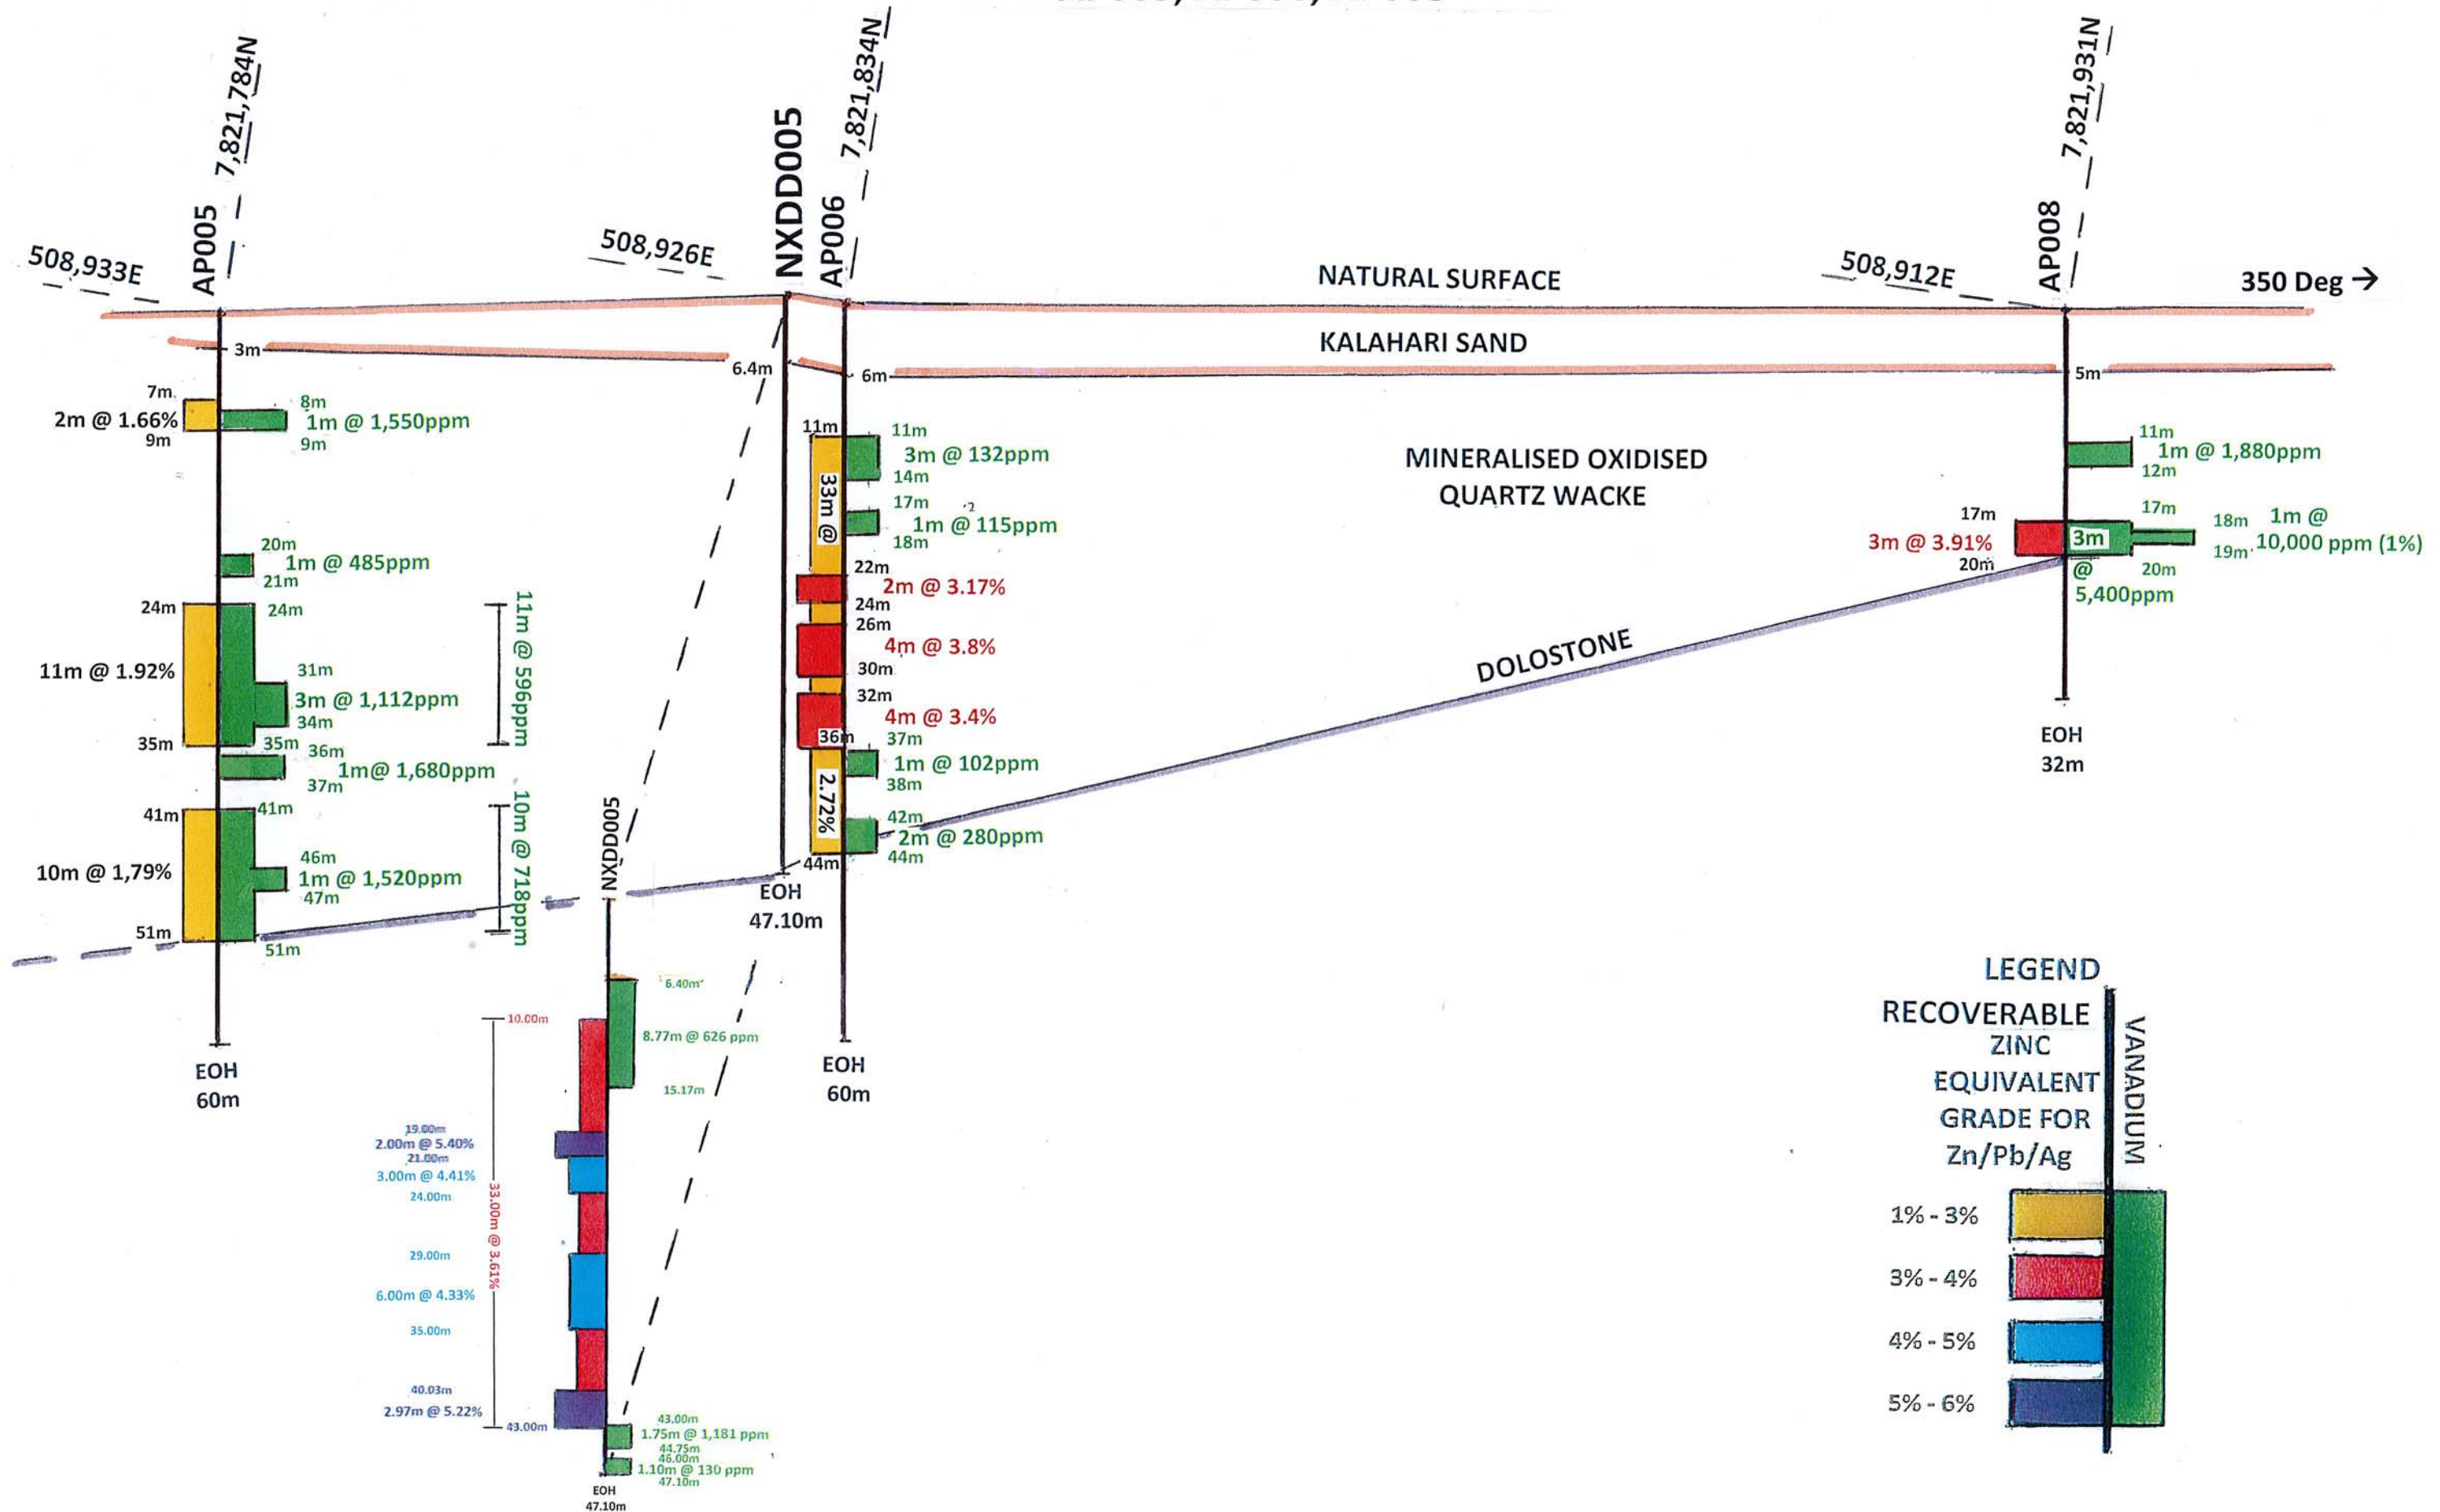 7,821,784N
7,821,834N
7,821,931N
AP005
NXDD005
AP006
AP008
508,933E
508,926E
508,912E
350 Deg →
NATURAL SURFACE
KALAHARI SAND
3m
6.4m
6m
5m
MINERALISED OXIDISED
QUARTZ WACKE
DOLOSTONE
7m
2m @ 1.66%
9m
8m
1m @ 1,550ppm
9m
20m
1m @ 485ppm
21m
24m
11m @ 1.92%
35m
24m
31m
3m @ 1,112ppm
34m
35m
11m @ 596ppm
36m
1m@ 1,680ppm
37m
41m
10m @ 1,79%
51m
41m
46m
1m @ 1,520ppm
47m
51m
10m @ 718ppm
EOH
60m
EOH
47.10m
11m
33m @
2.72%
11m
3m @ 132ppm
14m
17m
1m @ 115ppm
18m
22m
2m @ 3.17%
24m
26m
4m @ 3.8%
30m
32m
4m @ 3.4%
36m
37m
1m @ 102ppm
38m
42m
2m @ 280ppm
44m
44m
EOH
60m
11m
1m @ 1,880ppm
12m
17m
3m @ 3.91%
20m
17m
3m
@
5,400ppm
20m
18m
19m
1m @
10,000 ppm (1%)
EOH
32m
NXDD005
6.40m
8.77m @ 626 ppm
15.17m
10.00m
33.00m @ 3.61%
43.00m
19.00m
2.00m @ 5.40%
21.00m
3.00m @ 4.41%
24.00m
29.00m
6.00m @ 4.33%
35.00m
40.03m
2.97m @ 5.22%
43.00m
1.75m @ 1,181 ppm
44.75m
46.00m
1.10m @ 130 ppm
47.10m
EOH
47.10m
LEGEND
RECOVERABLE
ZINC
EQUIVALENT
GRADE FOR
Zn/Pb/Ag
VANADIUM
1% - 3%
3% - 4%
4% - 5%
5% - 6%